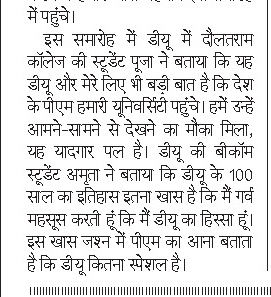 में पहुंचे।
इस समारोह में डीयू में दौलतराम
कॉलेज की स्टूडेंट पूजा ने बताया कि यह
डीयू और मेरे लिए भी बड़ी बात है कि देश
के पीएम हमारी यूनिवर्सिटी पहुंचे। हमें उन्हें
आमने-सामने से देखने का मौका मिला,
यह यादगार पल है। डीयू की बीकॉम
स्टूडेंट अमृता ने बताया कि डीयू के 100
साल का इतिहास इतना खास है कि मैं गर्व
महसूस करती हूं कि मैं डीयू का हिस्सा हूं।
इस खास जश्न में पीएम का आना बताता
है कि डीयू कितना स्पेशल है।